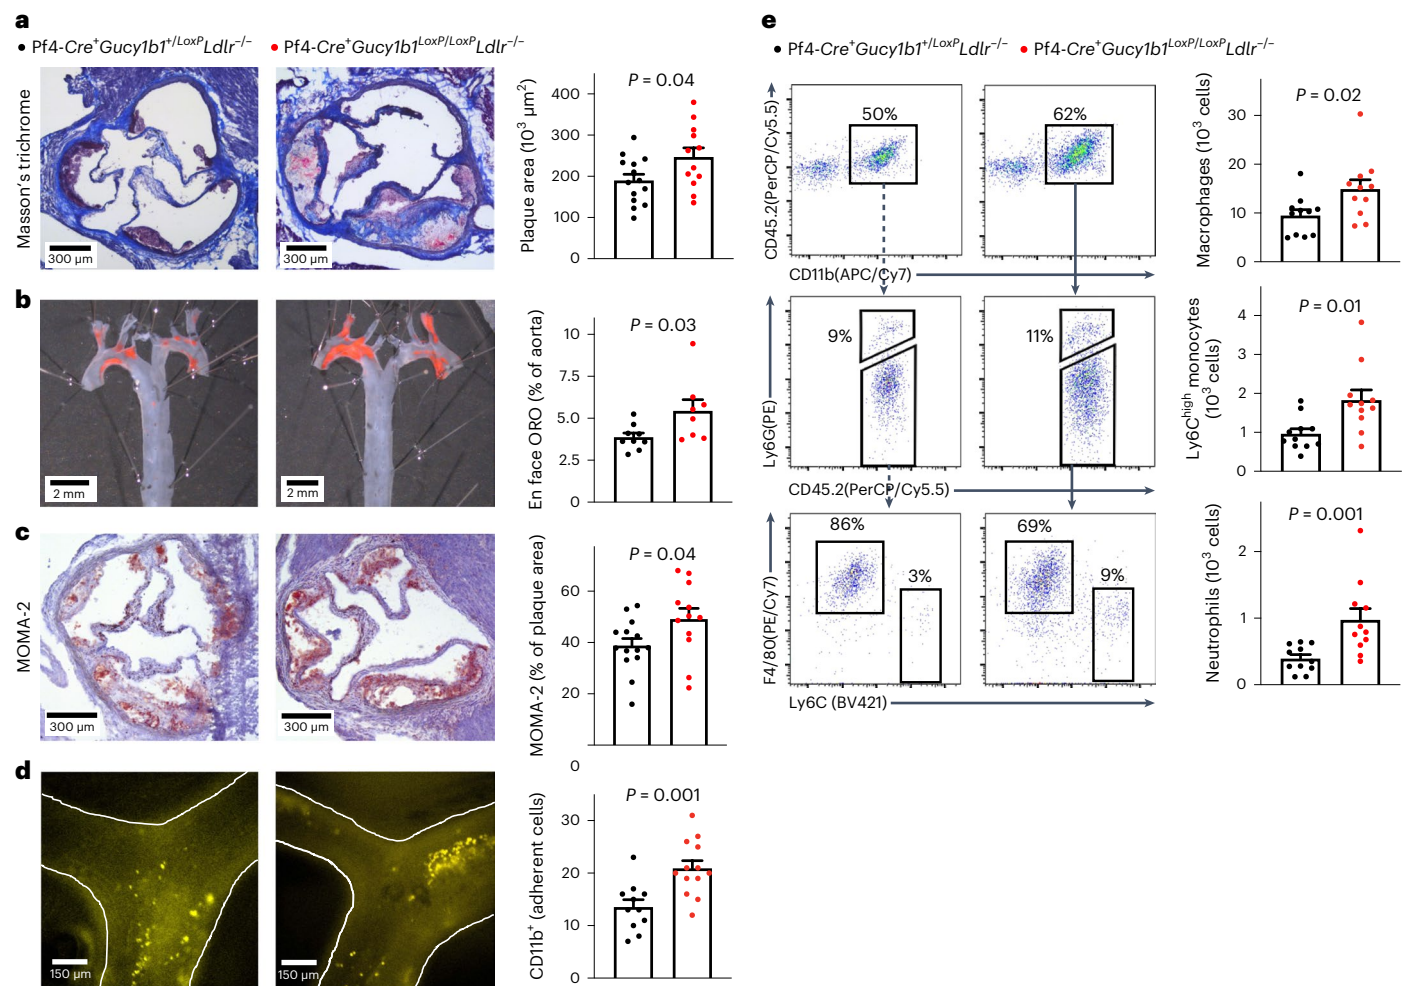 a
• Pf4-Cre⁺Gucy1b1⁺/LoxPLdlr⁻/⁻
• Pf4-Cre⁺Gucy1b1LoxP/LoxPLdlr⁻/⁻
Masson's trichrome
300 µm
300 µm
Plaque area (10³ µm²)
P = 0.04
400
300
200
100
0
b
2 mm
2 mm
En face ORO (% of aorta)
P = 0.03
10
7.5
5.0
2.5
0
c
MOMA-2
300 µm
300 µm
MOMA-2 (% of plaque area)
P = 0.04
60
40
20
0
d
150 µm
150 µm
CD11b⁺ (adherent cells)
P = 0.001
30
20
10
0
e
• Pf4-Cre⁺Gucy1b1⁺/LoxPLdlr⁻/⁻
• Pf4-Cre⁺Gucy1b1LoxP/LoxPLdlr⁻/⁻
CD45.2(PerCP/Cy5.5)
50%
62%
CD11b(APC/Cy7)
Ly6G(PE)
9%
11%
CD45.2(PerCP/Cy5.5)
F4/80(PE/Cy7)
86%
3%
69%
9%
Ly6C (BV421)
Macrophages (10³ cells)
P = 0.02
30
20
10
0
Ly6Chigh monocytes
(10³ cells)
P = 0.01
4
3
2
1
0
Neutrophils (10³ cells)
P = 0.001
2
1
0